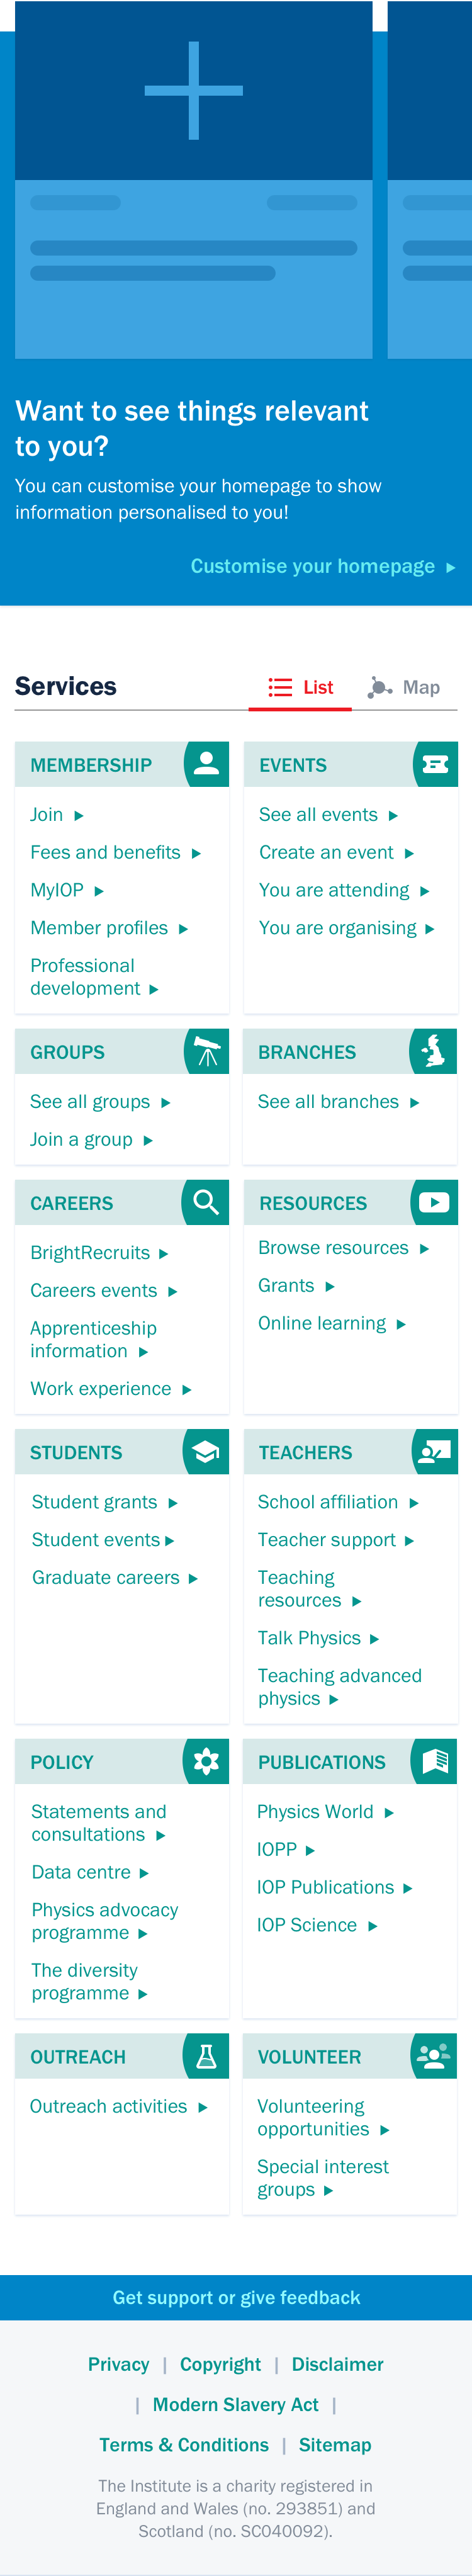 Want to see things relevant
to you?
You can customise your homepage to show
information personalised to you!
Customise your homepage
Services
List
Map
MEMBERSHIP
Join
Fees and benefits
MyIOP
Member profiles
Professional
development
EVENTS
See all events
Create an event
You are attending
You are organising
GROUPS
See all groups
Join a group
BRANCHES
See all branches
CAREERS
BrightRecruits
Careers events
Apprenticeship
information
Work experience
RESOURCES
Browse resources
Grants
Online learning
STUDENTS
Student grants
Student events
Graduate careers
TEACHERS
School affiliation
Teacher support
Teaching
resources
Talk Physics
Teaching advanced
physics
POLICY
Statements and
consultations
Data centre
Physics advocacy
programme
The diversity
programme
PUBLICATIONS
Physics World
IOPP
IOP Publications
IOP Science
OUTREACH
Outreach activities
VOLUNTEER
Volunteering
opportunities
Special interest
groups
Get support or give feedback
Privacy | Copyright | Disclaimer
| Modern Slavery Act |
Terms & Conditions | Sitemap
The Institute is a charity registered in
England and Wales (no. 293851) and
Scotland (no. SC040092).